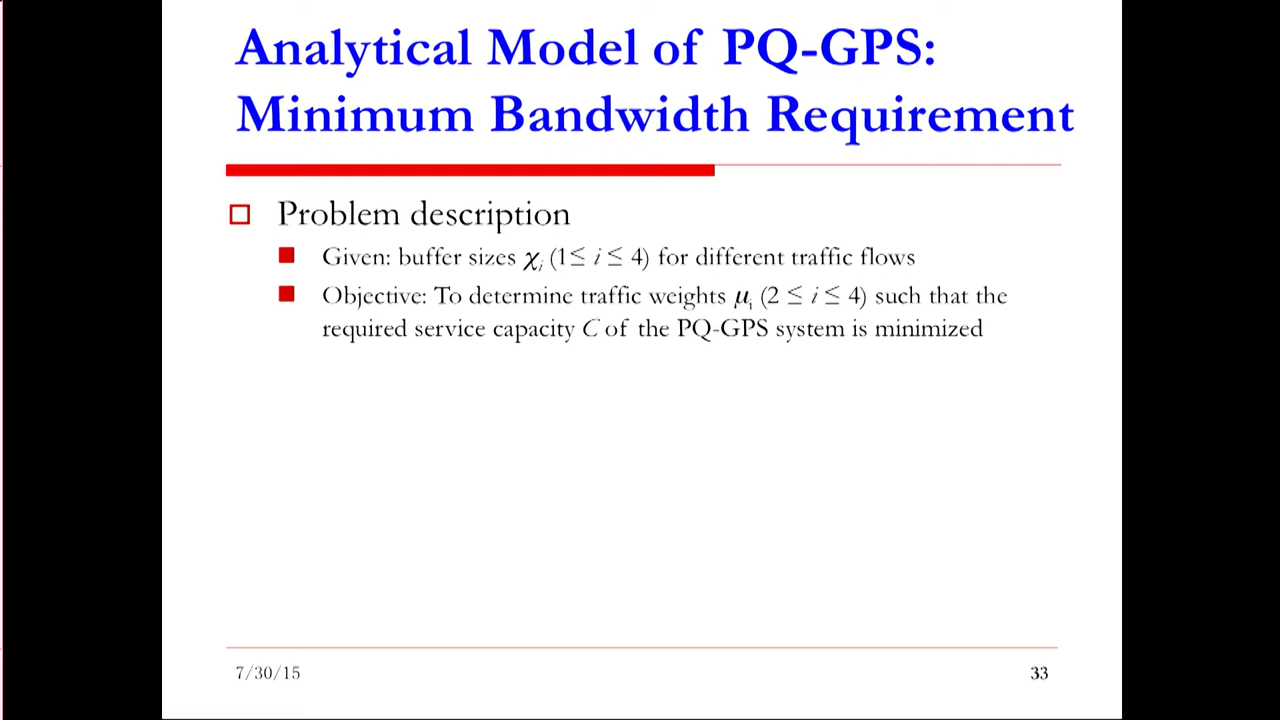 Analytical Model of PQ-GPS:
Minimum Bandwidth Requirement
Problem description
Given: buffer sizes χi (1≤ i ≤ 4) for different traffic flows
Objective: To determine traffic weights μi (2 ≤ i ≤ 4) such that the
required service capacity C of the PQ-GPS system is minimized
7/30/15
33